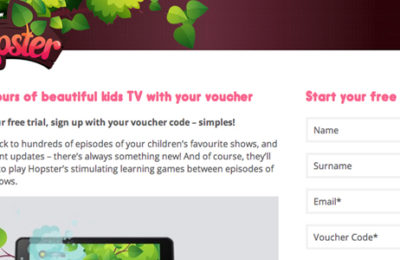 pster
ours of beautiful kids TV with your voucher
r free trial, sign up with your voucher code – simples!
ck to hundreds of episodes of your children's favourite shows, and
nt updates – there's always something new! And of course, they'll
to play Hopster's stimulating learning games between episodes of
ows.
Start your free
Name
Surname
Email*
Voucher Code*